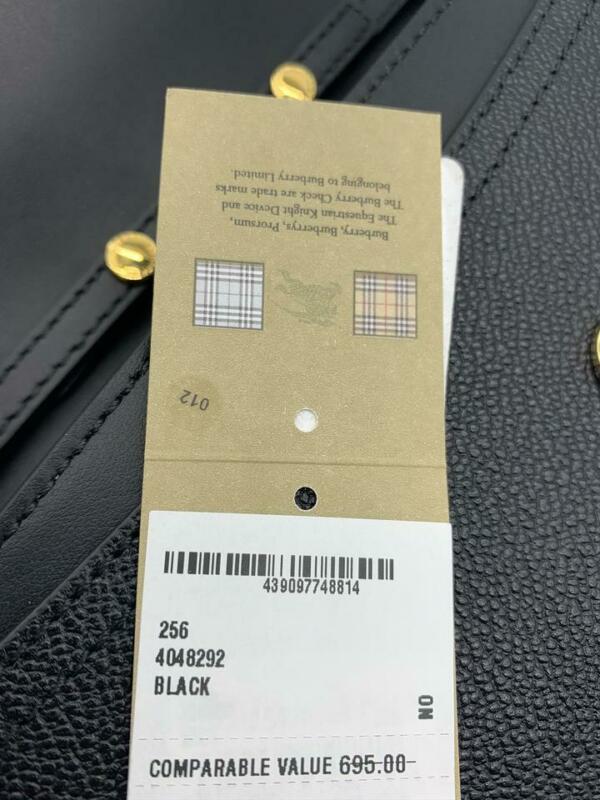 Burberry, Burberrys, Prorsum,
The Equestrian Knight Device and
The Burberry Check are trade marks
belonging to Burberry Limited.
012
439097748814
256
4048292
BLACK
NO
COMPARABLE VALUE 695.00